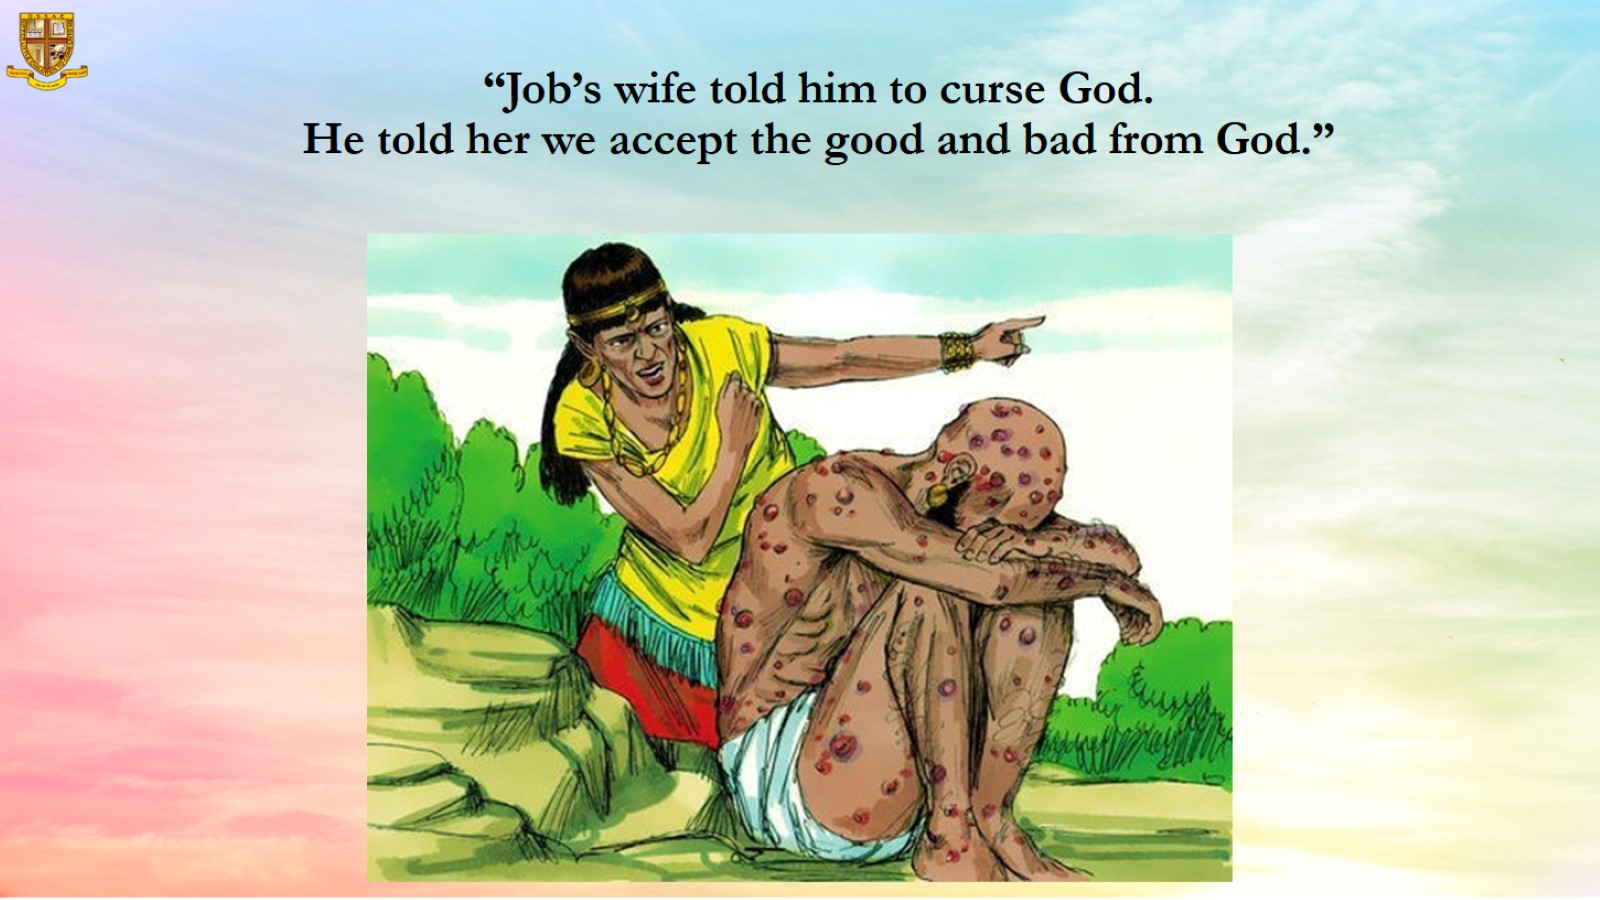 D.S.S.A.E.
“Job’s wife told him to curse God.
He told her we accept the good and bad from God.”